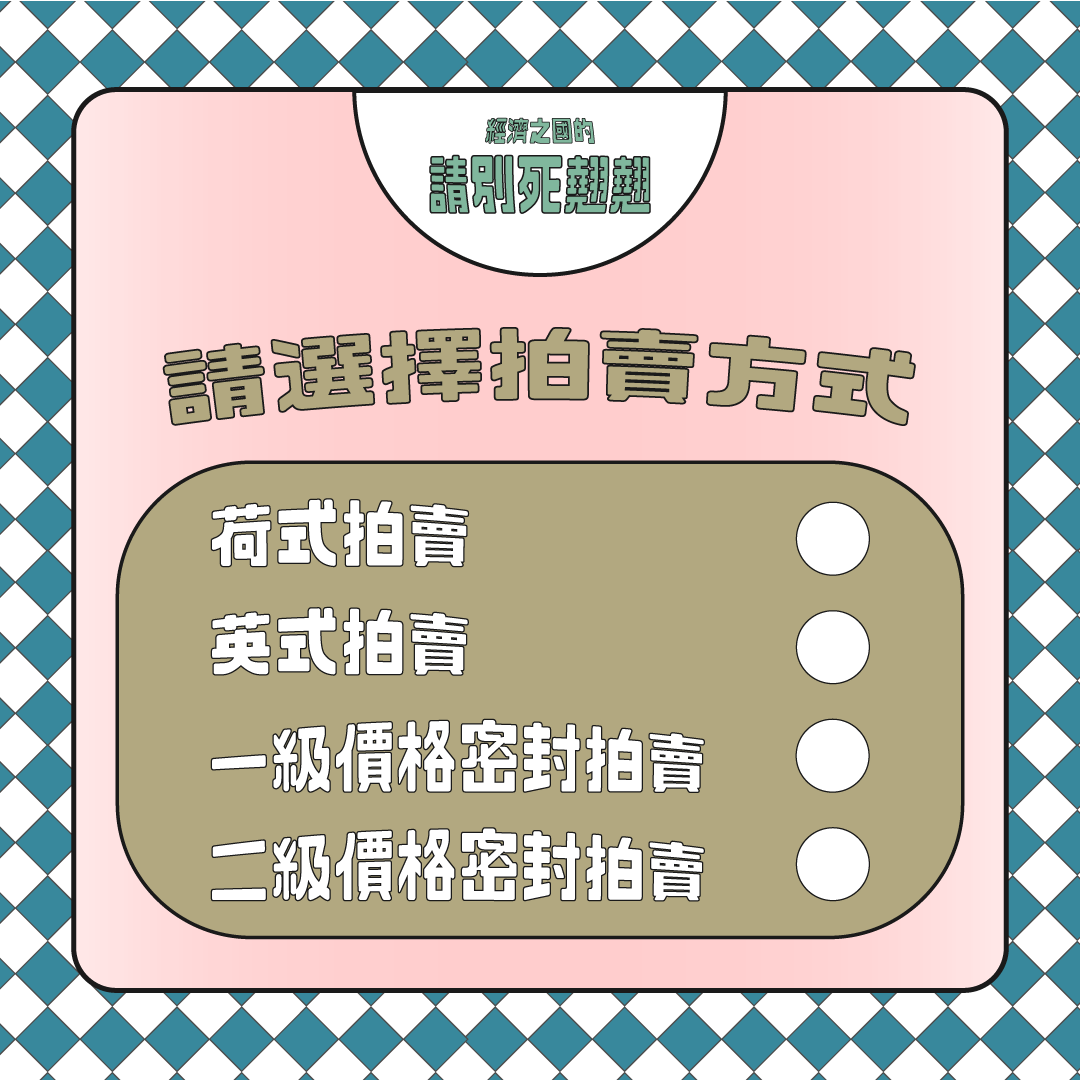 經濟之國的
請別死翹翹
請選擇拍賣方式
荷式拍賣
英式拍賣
一級價格密封拍賣
二級價格密封拍賣